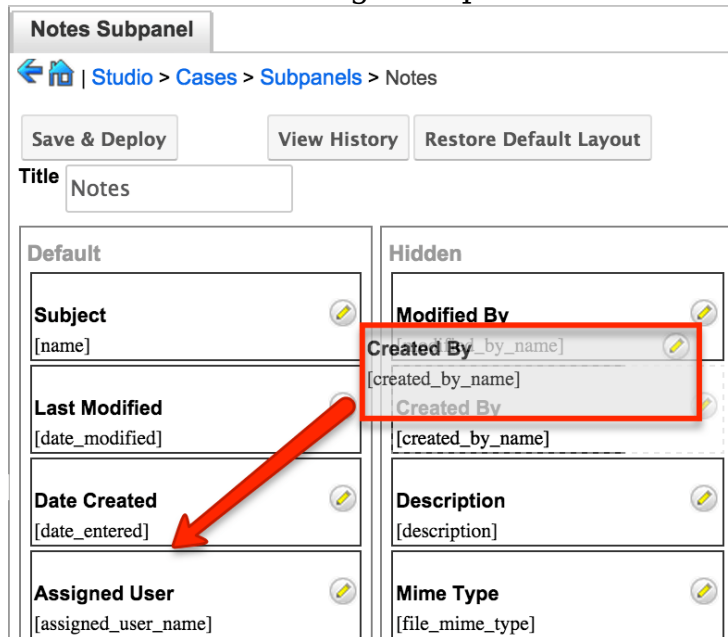 Notes Subpanel
| Studio > Cases > Subpanels > Notes
Save & Deploy View History Restore Default Layout
Title Notes
Default
Subject
[name]
Last Modified
[date_modified]
Date Created
[date_entered]
Assigned User
[assigned_user_name]
Hidden
Modified By
[modified_by_name]
Created By
[created_by_name]
Created By
[created_by_name]
Description
[description]
Mime Type
[file_mime_type]